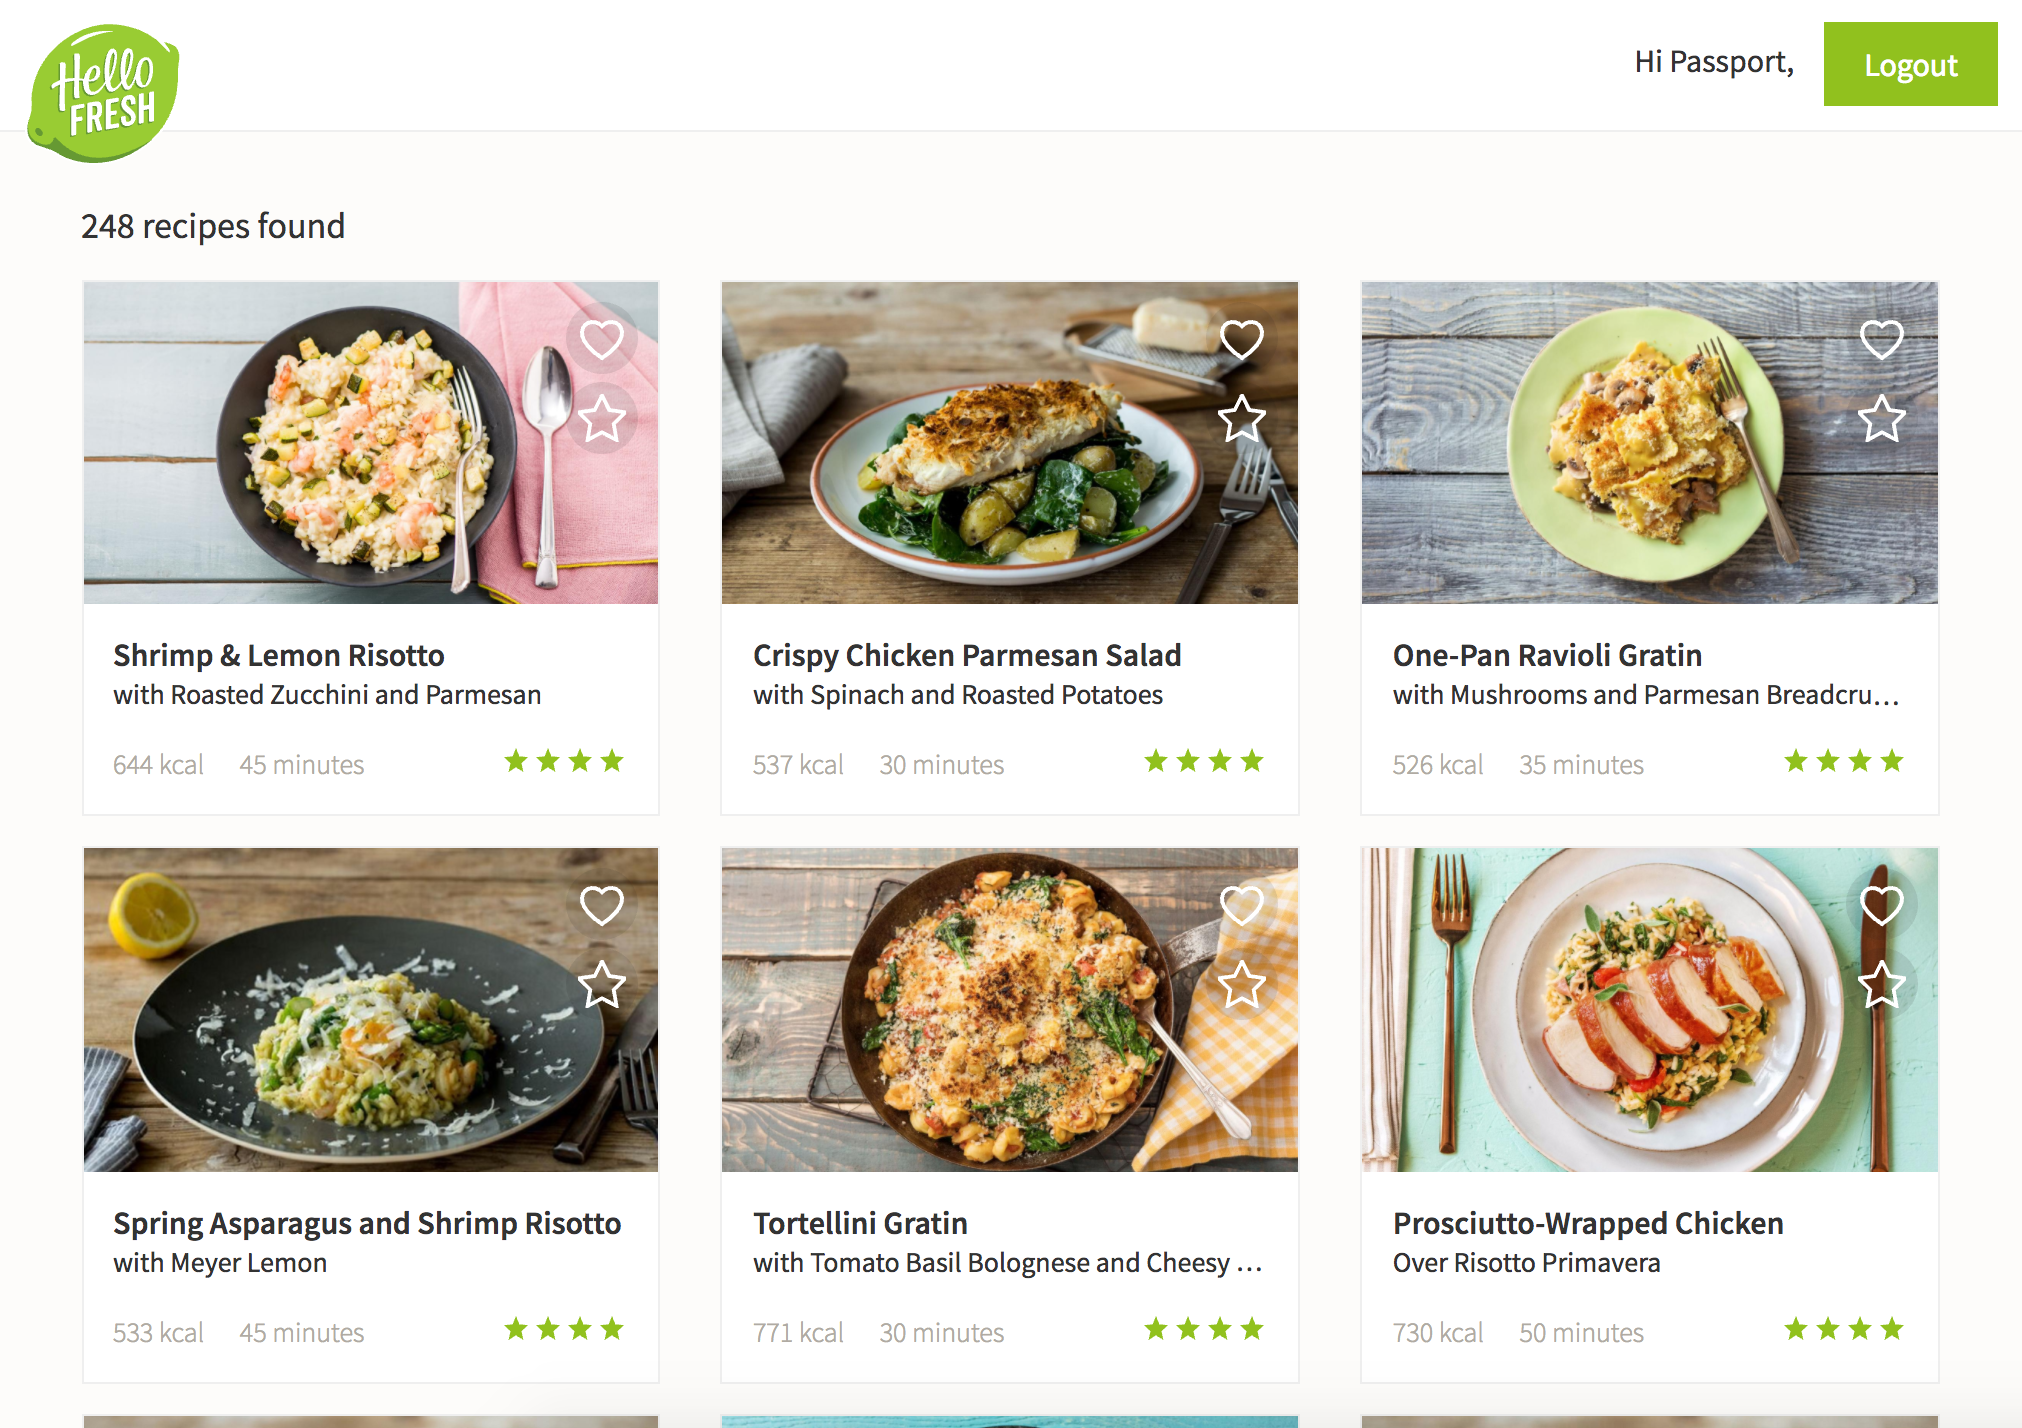 Hello
FRESH
Hi Passport,
Logout
248 recipes found
Shrimp & Lemon Risotto
with Roasted Zucchini and Parmesan
644 kcal 45 minutes
Crispy Chicken Parmesan Salad
with Spinach and Roasted Potatoes
537 kcal 30 minutes
One-Pan Ravioli Gratin
with Mushrooms and Parmesan Breadcru...
526 kcal 35 minutes
Spring Asparagus and Shrimp Risotto
with Meyer Lemon
533 kcal 45 minutes
Tortellini Gratin
with Tomato Basil Bolognese and Cheesy ...
771 kcal 30 minutes
Prosciutto-Wrapped Chicken
Over Risotto Primavera
730 kcal 50 minutes